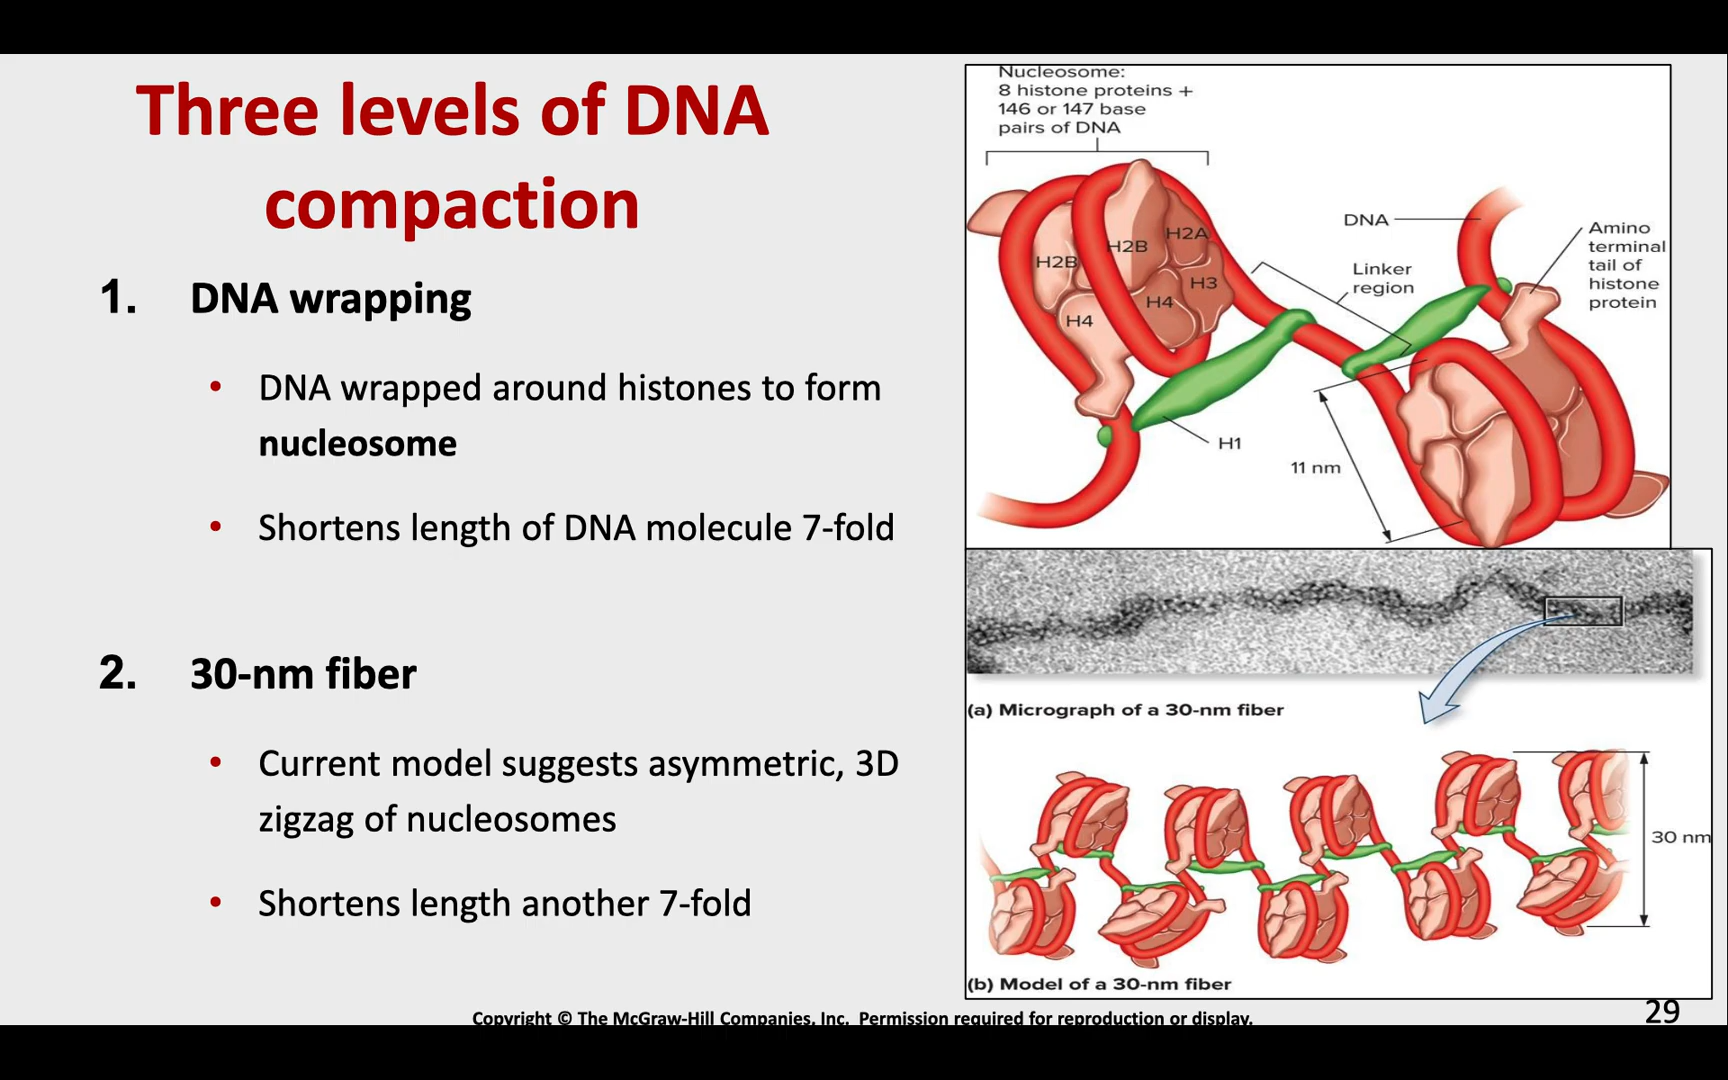 Three levels of DNA
compaction
1. DNA wrapping
• DNA wrapped around histones to form
nucleosome
• Shortens length of DNA molecule 7-fold
2. 30-nm fiber
• Current model suggests asymmetric, 3D
zigzag of nucleosomes
• Shortens length another 7-fold
Nucleosome:
8 histone proteins +
146 or 147 base
pairs of DNA
H2A
H2B
H2B
H3
H4
H4
DNA
Linker
region
Amino
terminal
tail of
histone
protein
H1
11 nm
(a) Micrograph of a 30-nm fiber
30 nm
(b) Model of a 30-nm fiber
Copyright © The McGraw-Hill Companies, Inc. Permission required for reproduction or display.
29